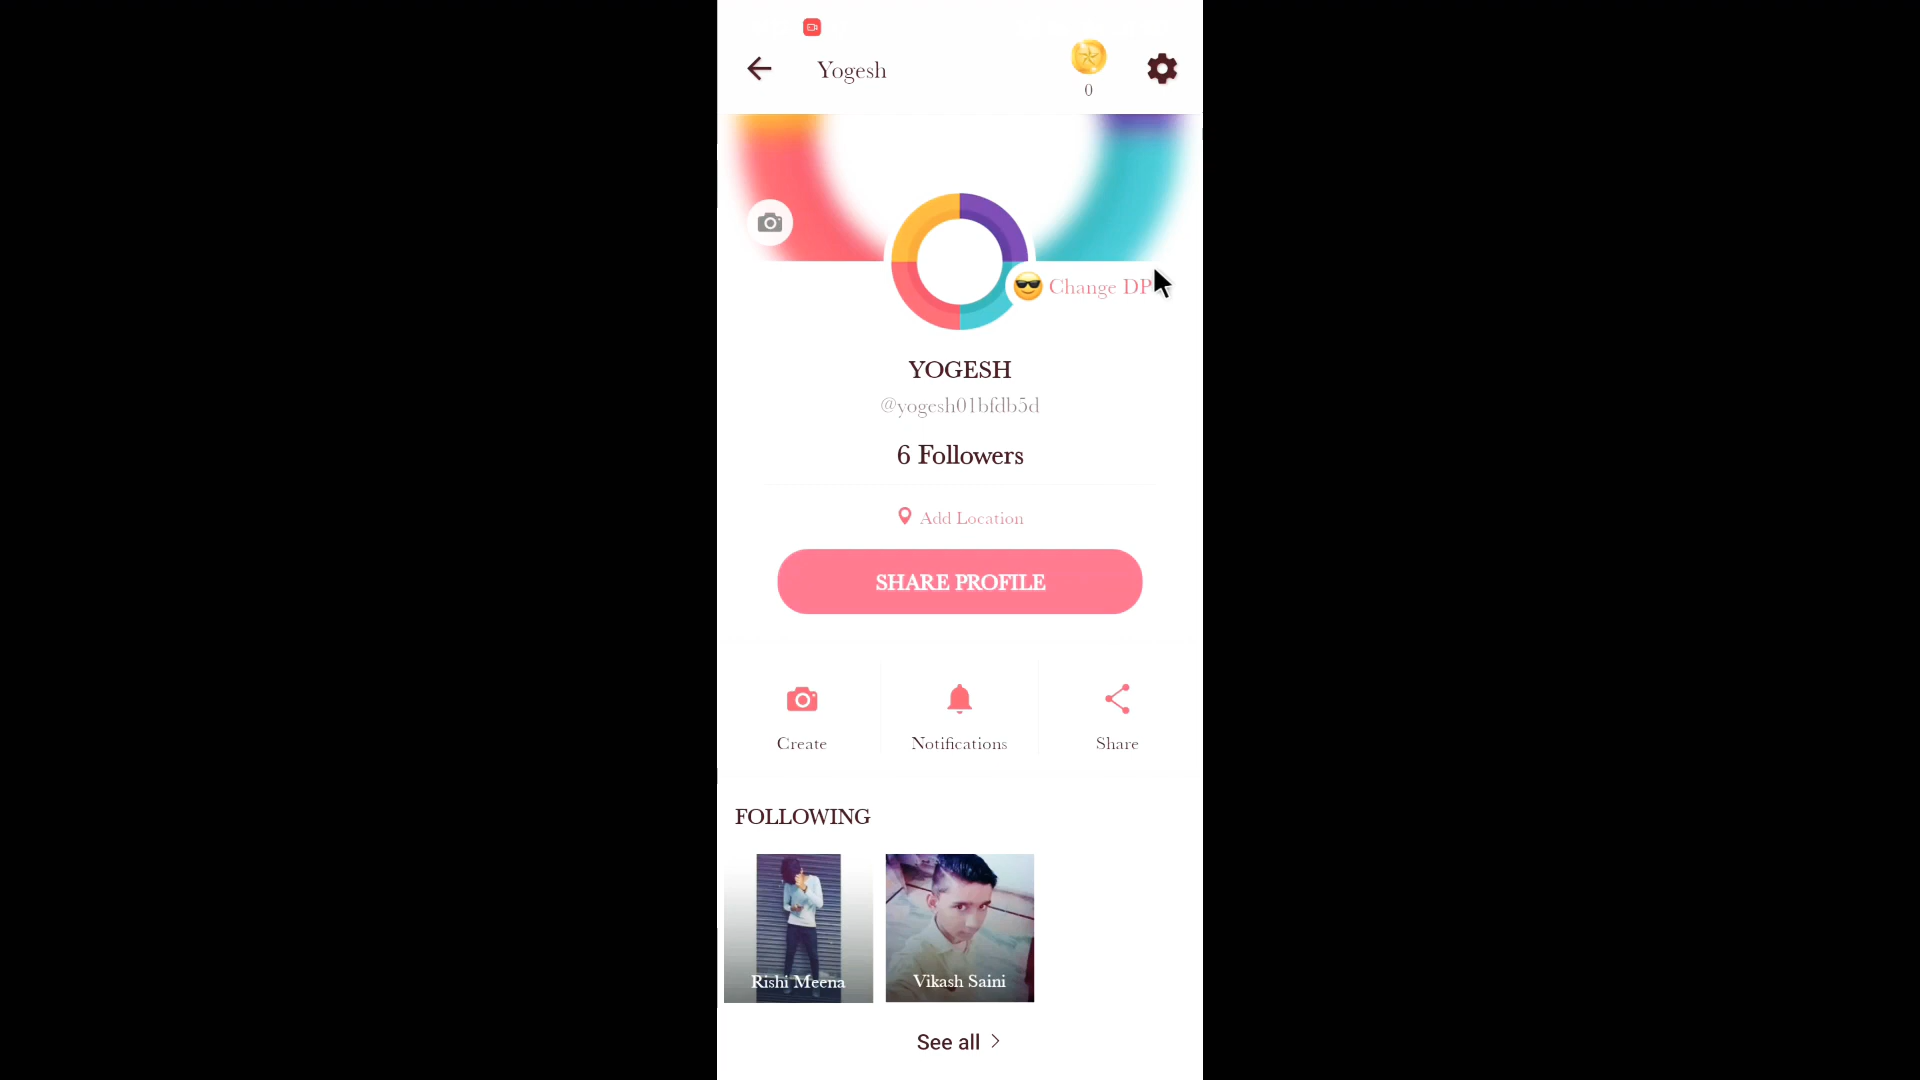 Yogesh
0
Change DP
YOGESH
@yogesh01bfdb5d
6 Followers
Add Location
SHARE PROFILE
Create
Notifications
Share
FOLLOWING
Rishi Meena
Vikash Saini
See all